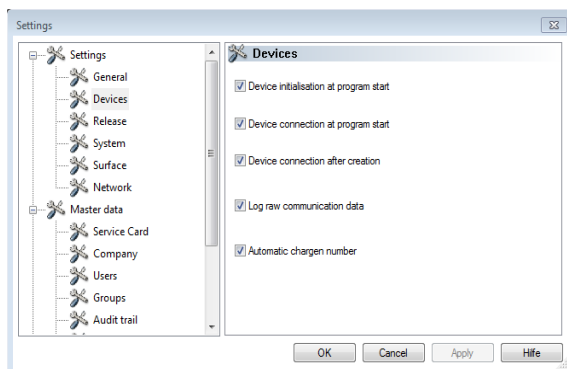 Settings
Settings
General
Devices
Release
System
Surface
Network
Master data
Service Card
Company
Users
Groups
Audit trail
Devices
Device initialisation at program start
Device connection at program start
Device connection after creation
Log raw communication data
Automatic chargen number
OK
Cancel
Apply
Hilfe